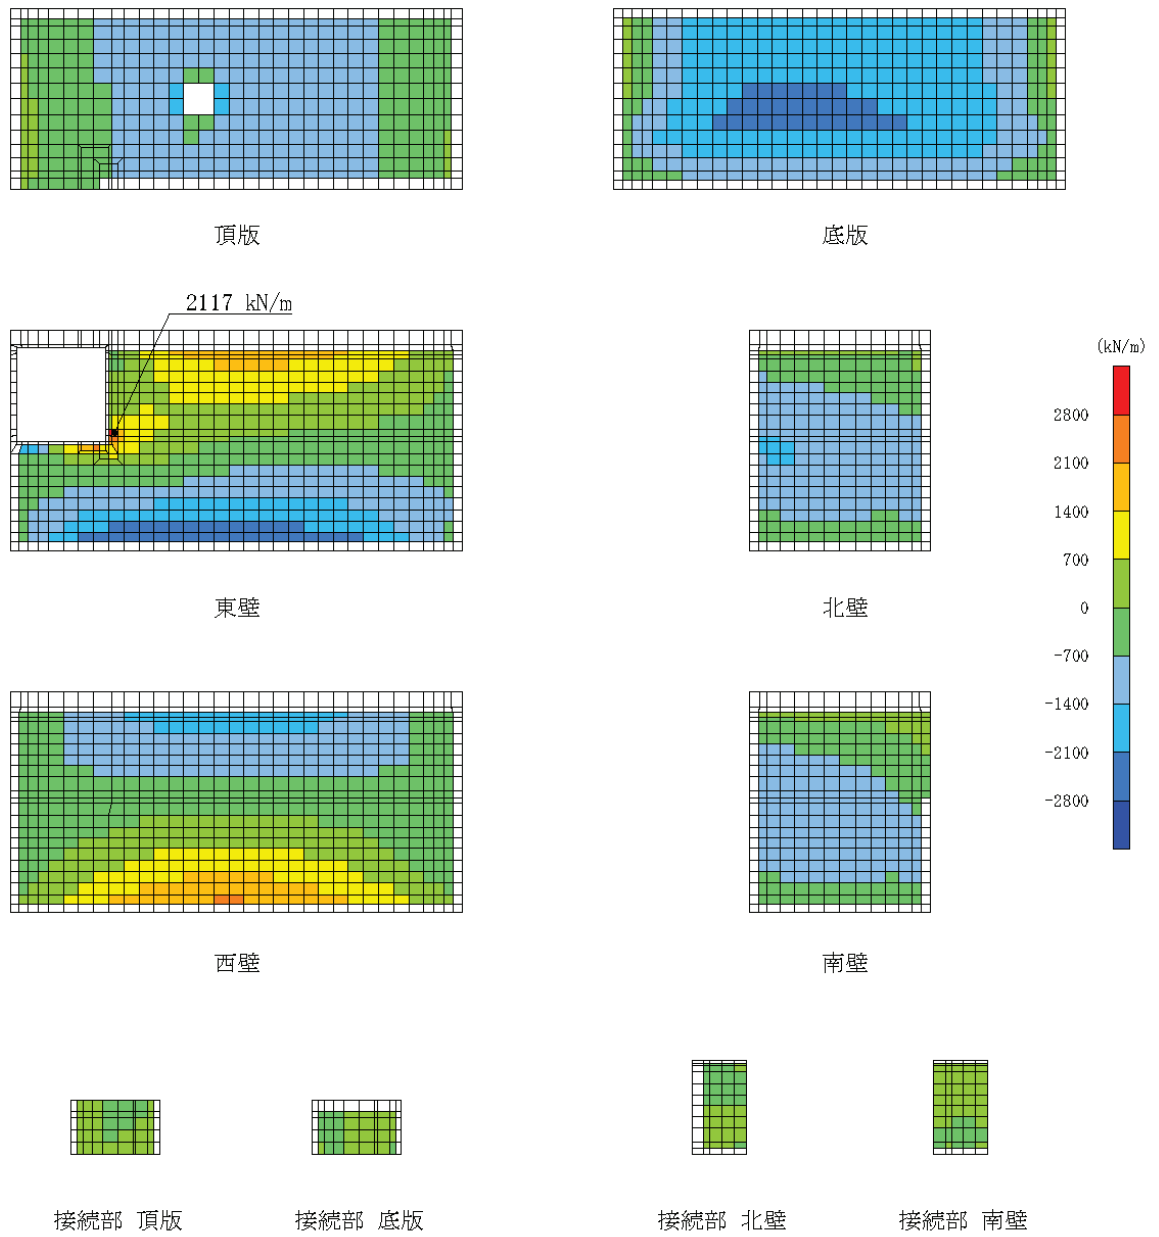 頂版
底版
2117 kN/m
東壁
北壁
(kN/m)
2800
2100
1400
700
0
-700
-1400
-2100
-2800
西壁
南壁
接続部 頂版
接続部 底版
接続部 北壁
接続部 南壁